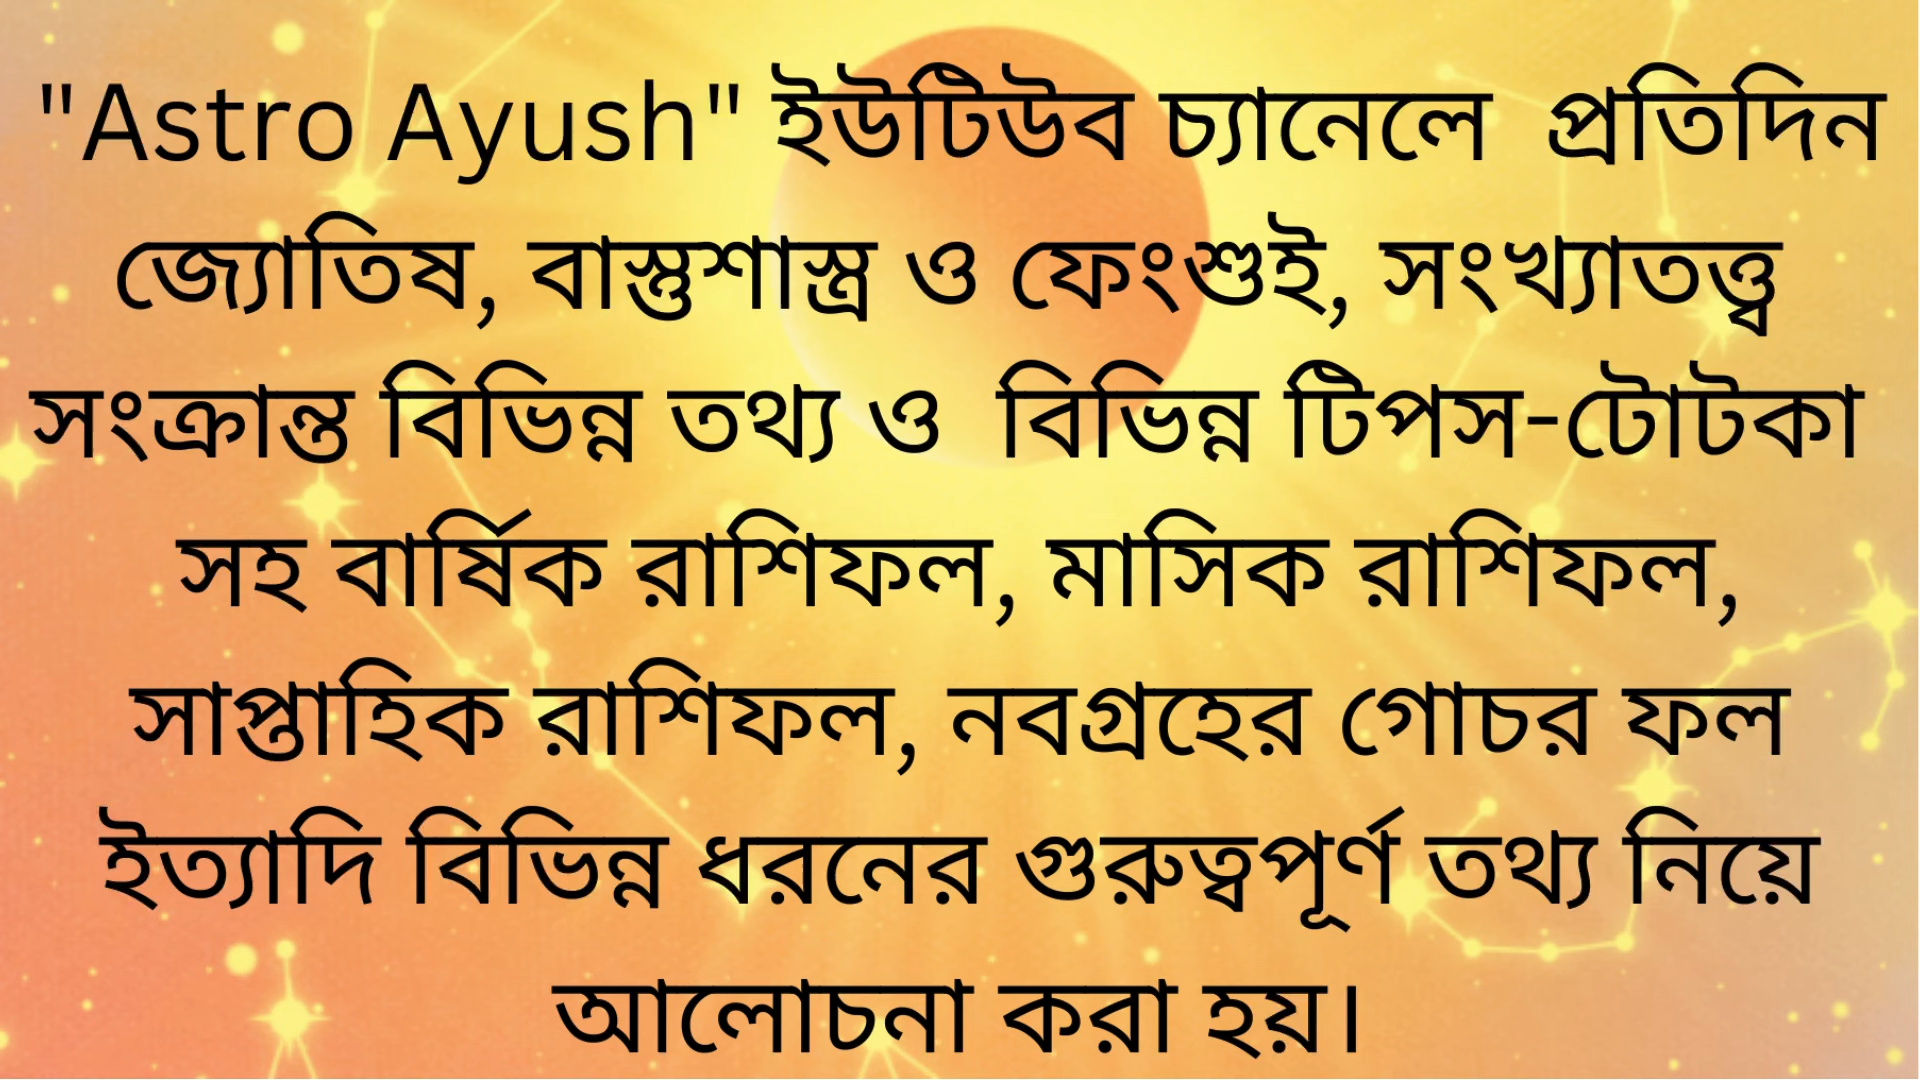 "Astro Ayush" ইউটিউব চ্যানেলে প্রতিদিন
জ্যোতিষ, বাস্তুশাস্ত্র ও ফেংশুই, সংখ্যাতত্ত্ব
সংক্রান্ত বিভিন্ন তথ্য ও বিভিন্ন টিপস-টোটকা
সহ বার্ষিক রাশিফল, মাসিক রাশিফল,
সাপ্তাহিক রাশিফল, নবগ্রহের গোচর ফল
ইত্যাদি বিভিন্ন ধরনের গুরুত্বপূর্ণ তথ্য নিয়ে
আলোচনা করা হয়।